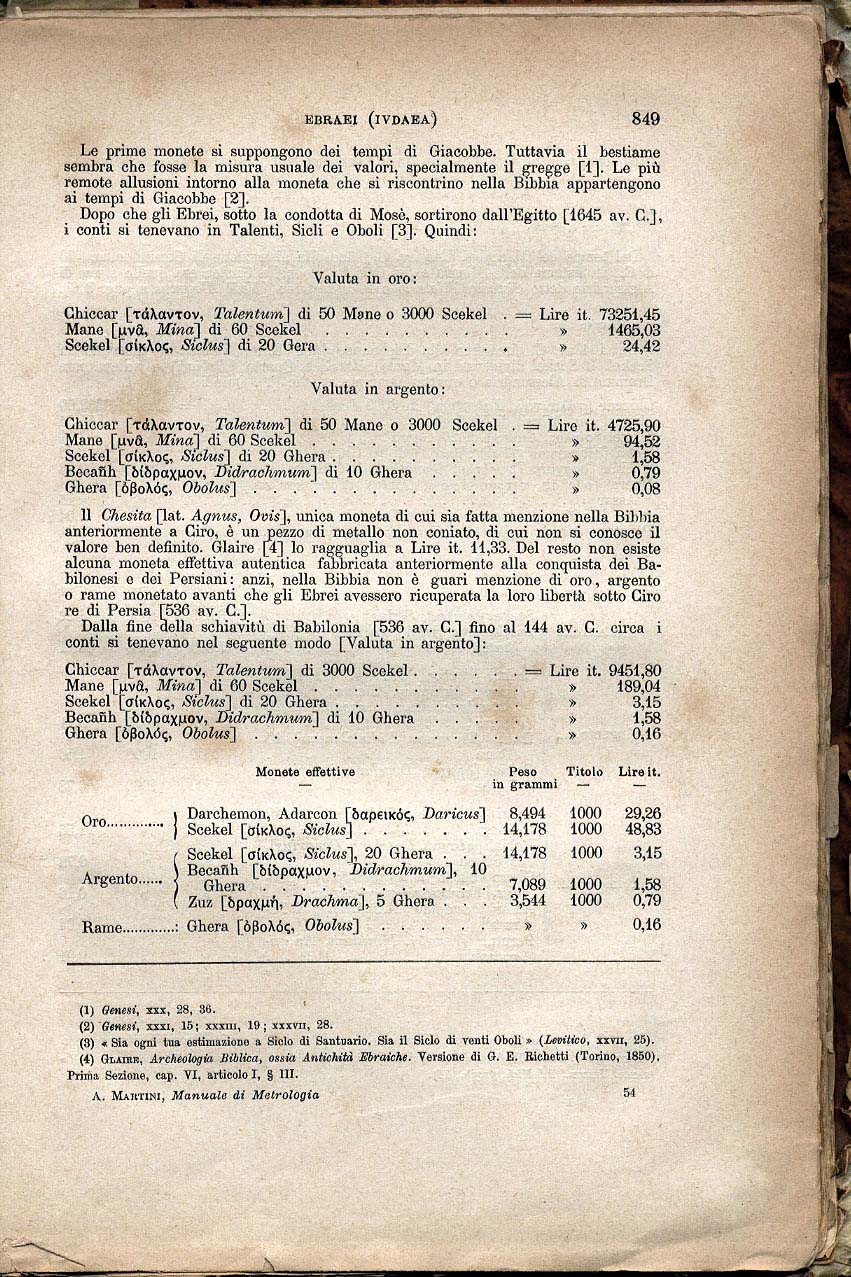 EBRAEI (IVDAEA) 849
Le prime monete si suppongono dei tempi di Giacobbe. Tuttavia il bestiame
sembra che fosse la misura usuale dei valori, specialmente il gregge [1]. Le più
remote allusioni intorno alla moneta che si riscontrino nella Bibbia appartengono
ai tempi di Giacobbe [2].
Dopo che gli Ebrei, sotto la condotta di Mosè, sortirono dall'Egitto [1645 av. C.],
i conti si tenevano in Talenti, Sicli e Oboli [3]. Quindi:
Valuta in oro:
Chiccar [τάλαντον, Talentum] di 50 Mane o 3000 Scekel . = Lire it. 73251,45
Mane [μνᾶ, Mina] di 60 Scekel . . . . . . . . . . » 1465,03
Scekel [σίκλος, Siclus] di 20 Gera . . . . . . . . . . » 24,42
Valuta in argento:
Chiccar [τάλαντον, Talentum] di 50 Mane o 3000 Scekel . = Lire it. 4725,90
Mane [μνᾶ, Mina] di 60 Scekel . . . . . . . . . . . » 94,52
Scekel [σίκλος, Siclus] di 20 Ghera . . . . . . . . . . » 1,58
Becañh [δίδραχμον, Didrachmum] di 10 Ghera . . . . . » 0,79
Ghera [ὀβολός, Obolus] . . . . . . . . . . . . . . » 0,08
Il Chesita [lat. Agnus, Ovis], unica moneta di cui sia fatta menzione nella Bibbia
anteriormente a Ciro, è un pezzo di metallo non coniato, di cui non si conosce il
valore ben definito. Glaire [4] lo ragguaglia a Lire it. 11,33. Del resto non esiste
alcuna moneta effettiva autentica fabbricata anteriormente alla conquista dei Ba-
bilonesi e dei Persiani: anzi, nella Bibbia non è guari menzione di oro, argento
o rame monetato avanti che gli Ebrei avessero ricuperata la loro libertà sotto Ciro
re di Persia [536 av. C.].
Dalla fine della schiavitù di Babilonia [536 av. C.] fino al 144 av. C. circa i
conti si tenevano nel seguente modo [Valuta in argento]:
Chiccar [τάλαντον, Talentum] di 3000 Scekel . . . . . . = Lire it. 9451,80
Mane [μνᾶ, Mina] di 60 Scekel . . . . . . . . . . . » 189,04
Scekel [σίκλος, Siclus] di 20 Ghera . . . . . . . . . . » 3,15
Becañh [δίδραχμον, Didrachmum] di 10 Ghera . . . . . » 1,58
Ghera [ὀβολός, Obolus] . . . . . . . . . . . . . . » 0,16
Monete effettive Peso Titolo Lire it.
— in grammi — —
Oro.............. Darchemon, Adarcon [δαρεικός, Daricus] 8,494 1000 29,26
Scekel [σίκλος, Siclus] . . . . . . . 14,178 1000 48,83
Argento...... Scekel [σίκλος, Siclus], 20 Ghera . . . 14,178 1000 3,15
Becañh [δίδραχμον, Didrachmum], 10
Ghera . . . . . . . . . . . 7,089 1000 1,58
Zuz [δραχμή, Drachma], 5 Ghera . . . 3,544 1000 0,79
Rame.............: Ghera [ὀβολός, Obolus] . . . . . . » » 0,16
(1) Genesi, xxx, 28, 36.
(2) Genesi, xxxi, 15; xxxiii, 19; xxxvii, 28.
(3) « Sia ogni tua estimazione a Siclo di Santuario. Sia il Siclo di venti Oboli » (Levitico, xxvii, 25).
(4) Glaire, Archeologia Biblica, ossia Antichità Ebraiche. Versione di G. E. Richetti (Torino, 1850),
Prima Sezione, cap. VI, articolo I, § III.
A. Martini, Manuale di Metrologia 54